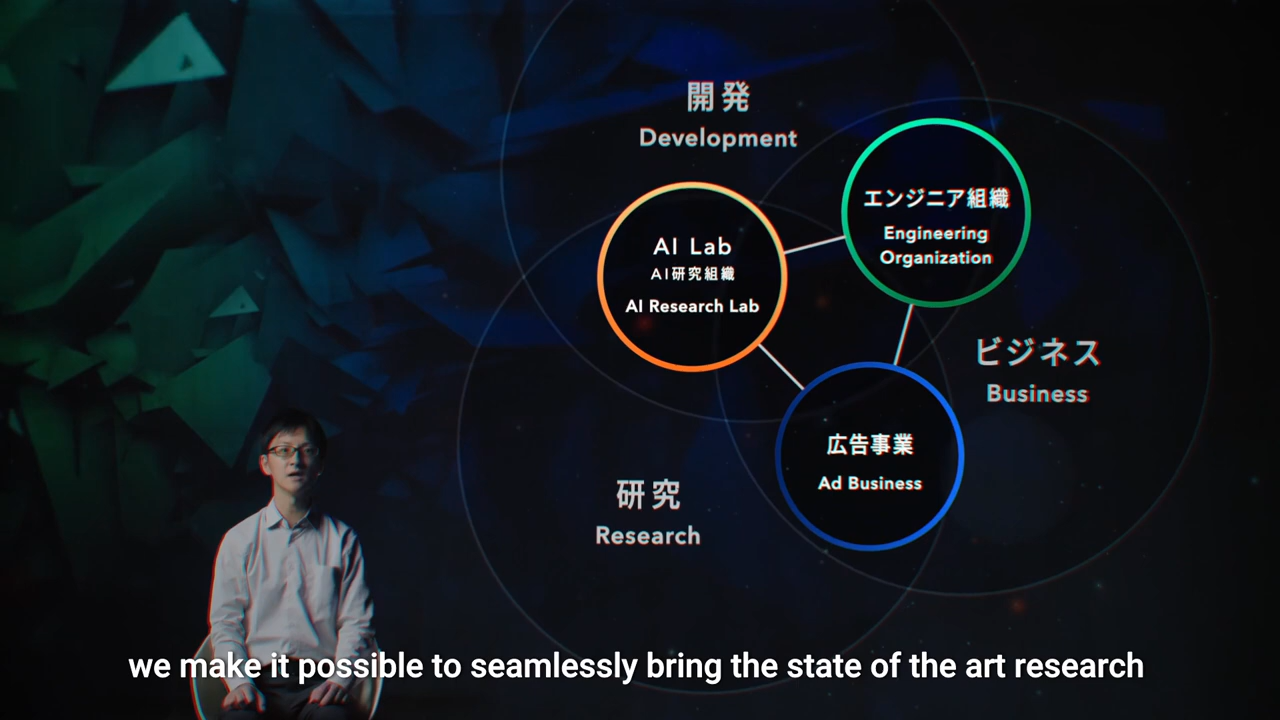 開発
Development
エンジニア組織
Engineering
Organization
AI Lab
AI研究組織
AI Research Lab
ビジネス
Business
広告事業
Ad Business
研究
Research
we make it possible to seamlessly bring the state of the art research